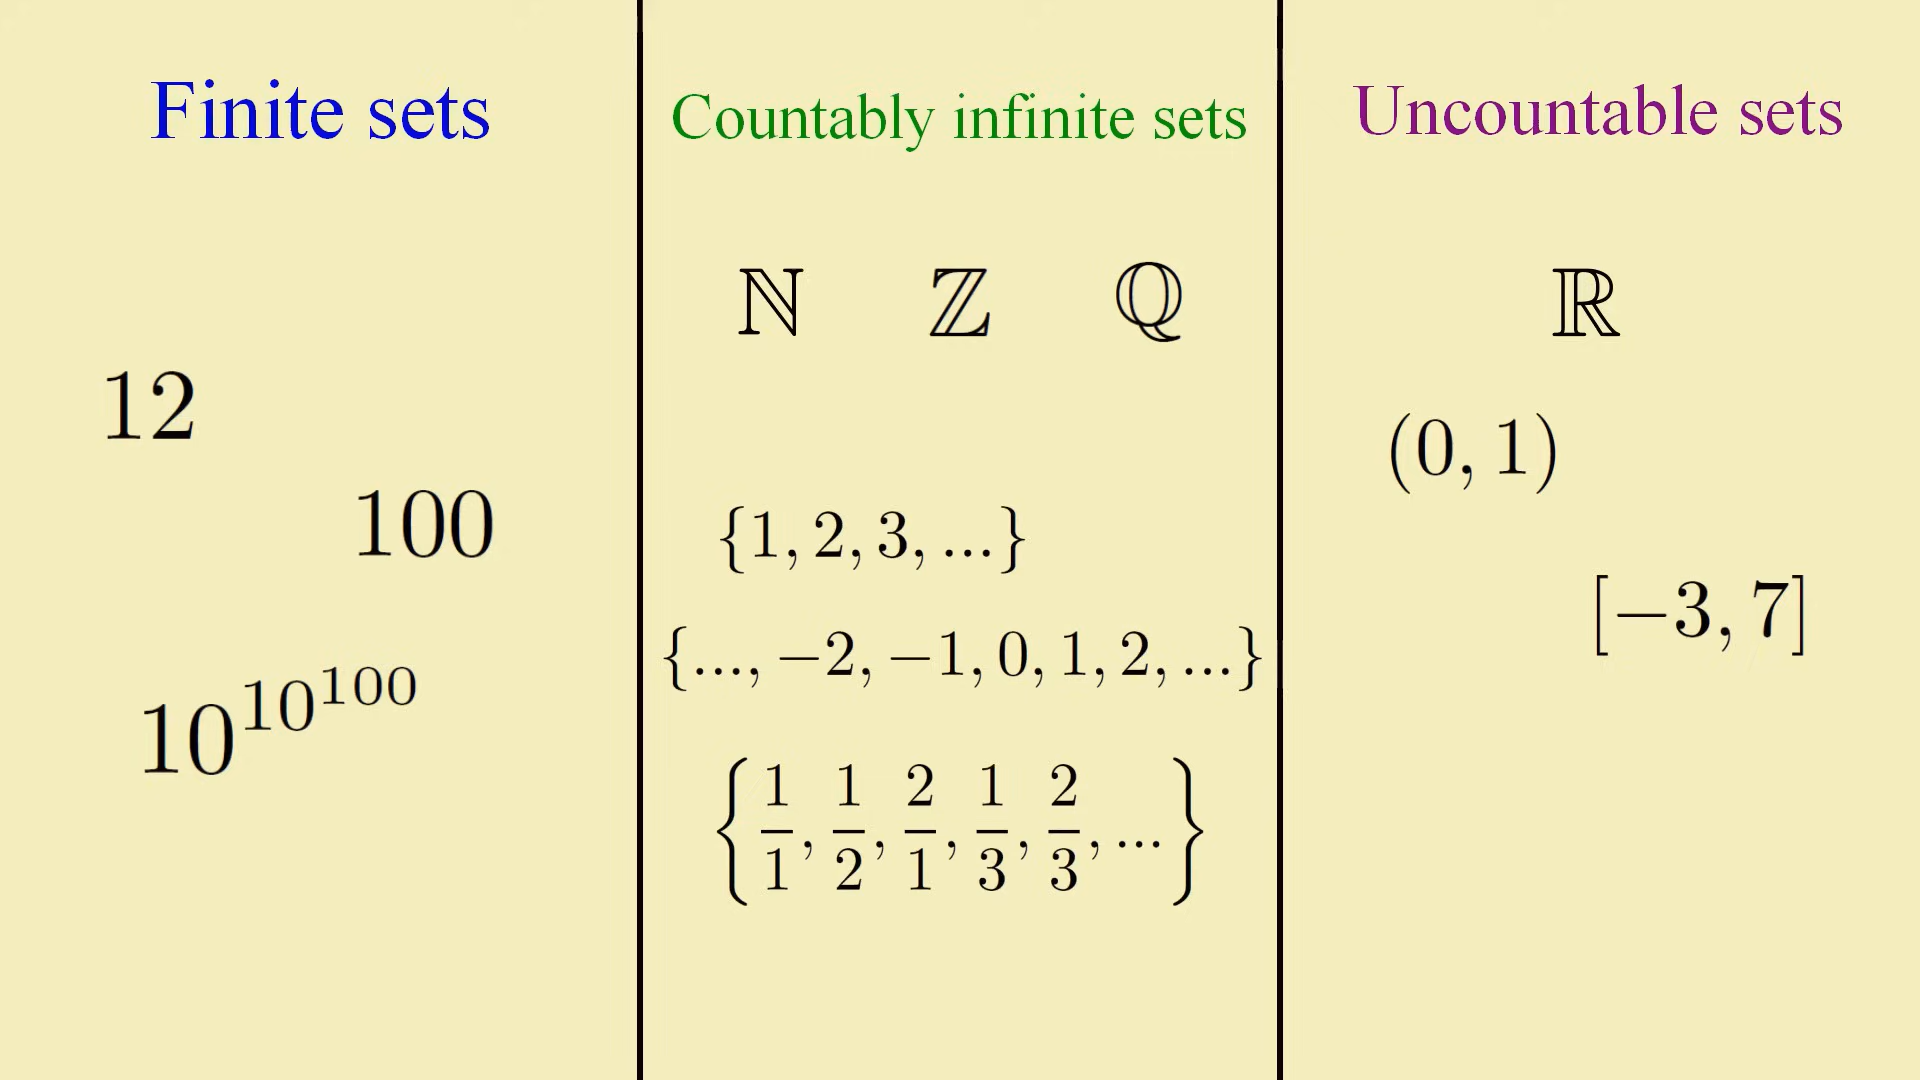 Finite sets
12
100
10^{10^{100}}
Countably infinite sets
ℕ ℤ ℚ
{1, 2, 3, ...}
{..., −2, −1, 0, 1, 2, ...}
{1/1, 1/2, 2/1, 1/3, 2/3, ...}
Uncountable sets
ℝ
(0, 1)
[−3, 7]